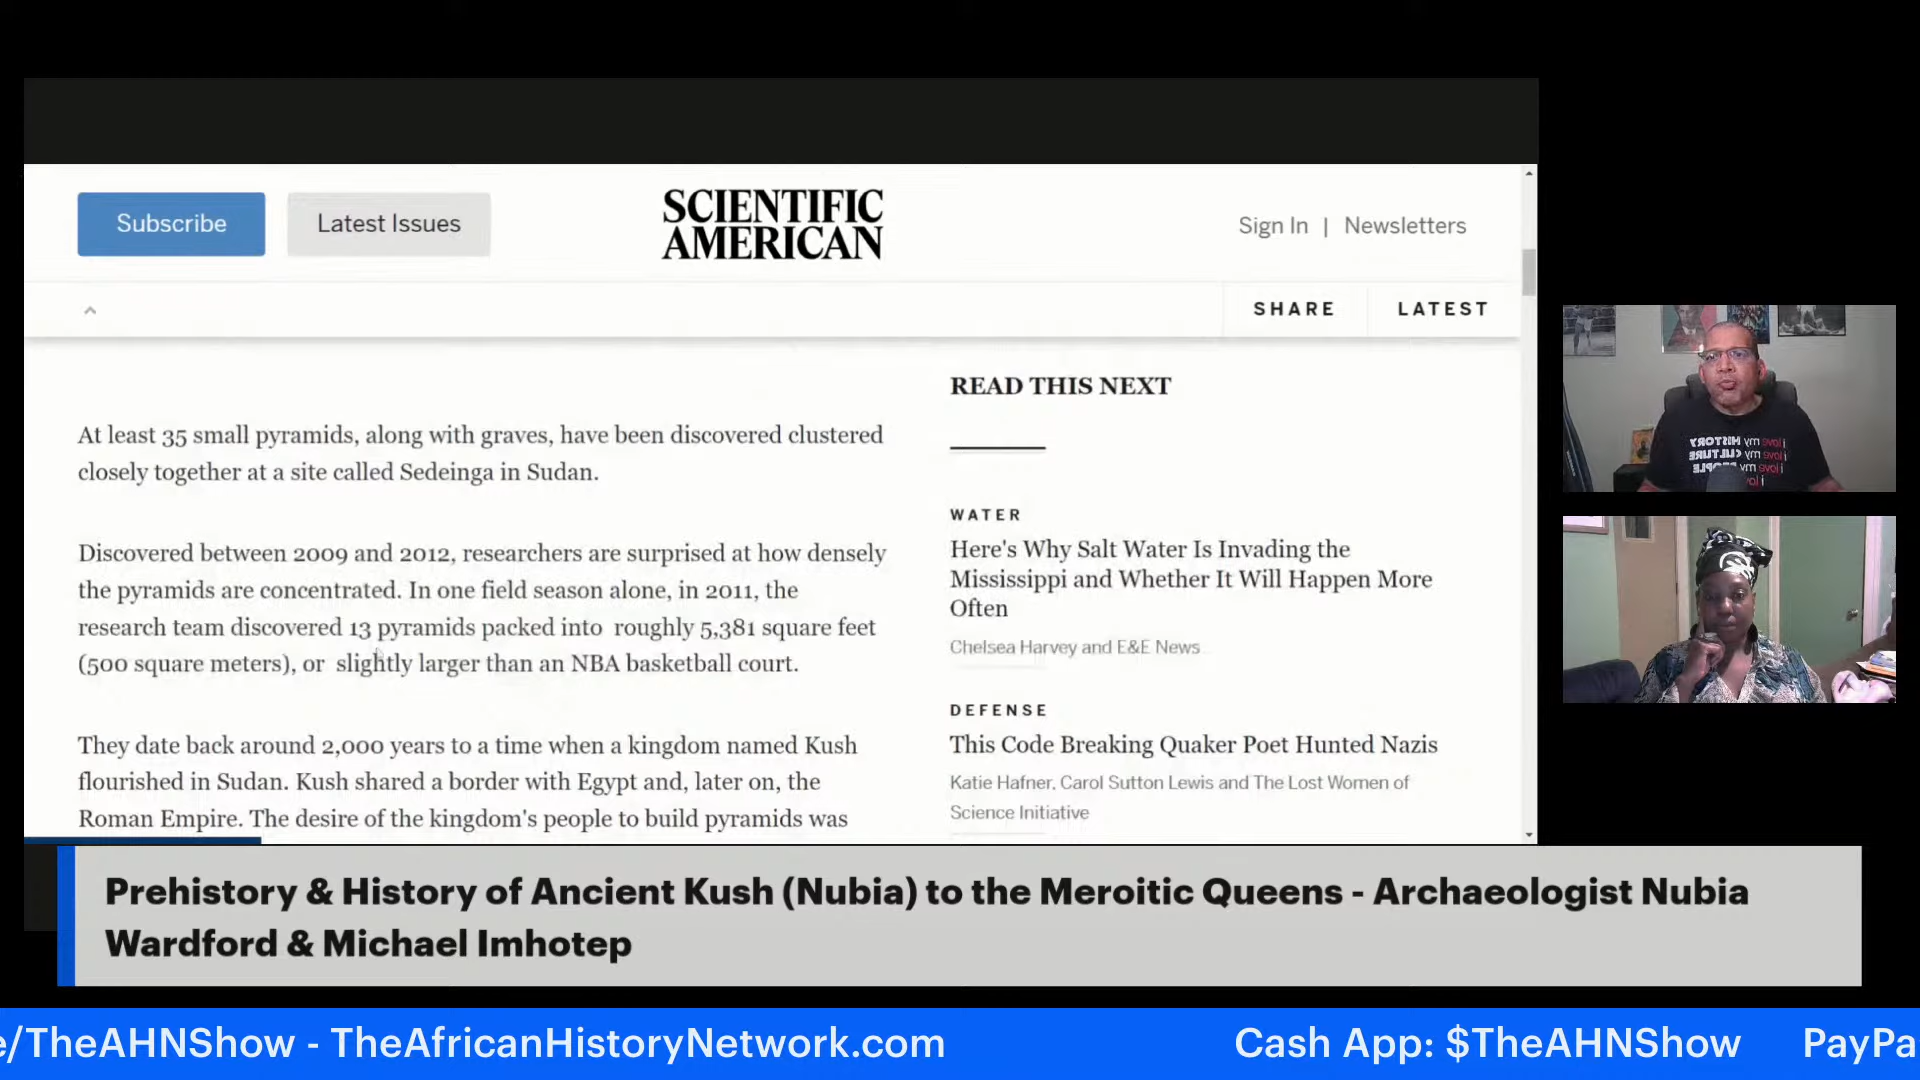 Subscribe
Latest Issues
SCIENTIFIC
AMERICAN
Sign In | Newsletters
SHARE
LATEST
At least 35 small pyramids, along with graves, have been discovered clustered
closely together at a site called Sedeinga in Sudan.
Discovered between 2009 and 2012, researchers are surprised at how densely
the pyramids are concentrated. In one field season alone, in 2011, the
research team discovered 13 pyramids packed into roughly 5,381 square feet
(500 square meters), or slightly larger than an NBA basketball court.
They date back around 2,000 years to a time when a kingdom named Kush
flourished in Sudan. Kush shared a border with Egypt and, later on, the
Roman Empire. The desire of the kingdom's people to build pyramids was
READ THIS NEXT
WATER
Here's Why Salt Water Is Invading the
Mississippi and Whether It Will Happen More
Often
Chelsea Harvey and E&E News
DEFENSE
This Code Breaking Quaker Poet Hunted Nazis
Katie Hafner, Carol Sutton Lewis and The Lost Women of
Science Initiative
i love my HISTORY
i love my CULTURE
i love my PEOPLE
Prehistory & History of Ancient Kush (Nubia) to the Meroitic Queens - Archaeologist Nubia
Wardford & Michael Imhotep
e/TheAHNShow - TheAfricanHistoryNetwork.com
Cash App: $TheAHNShow
PayPa